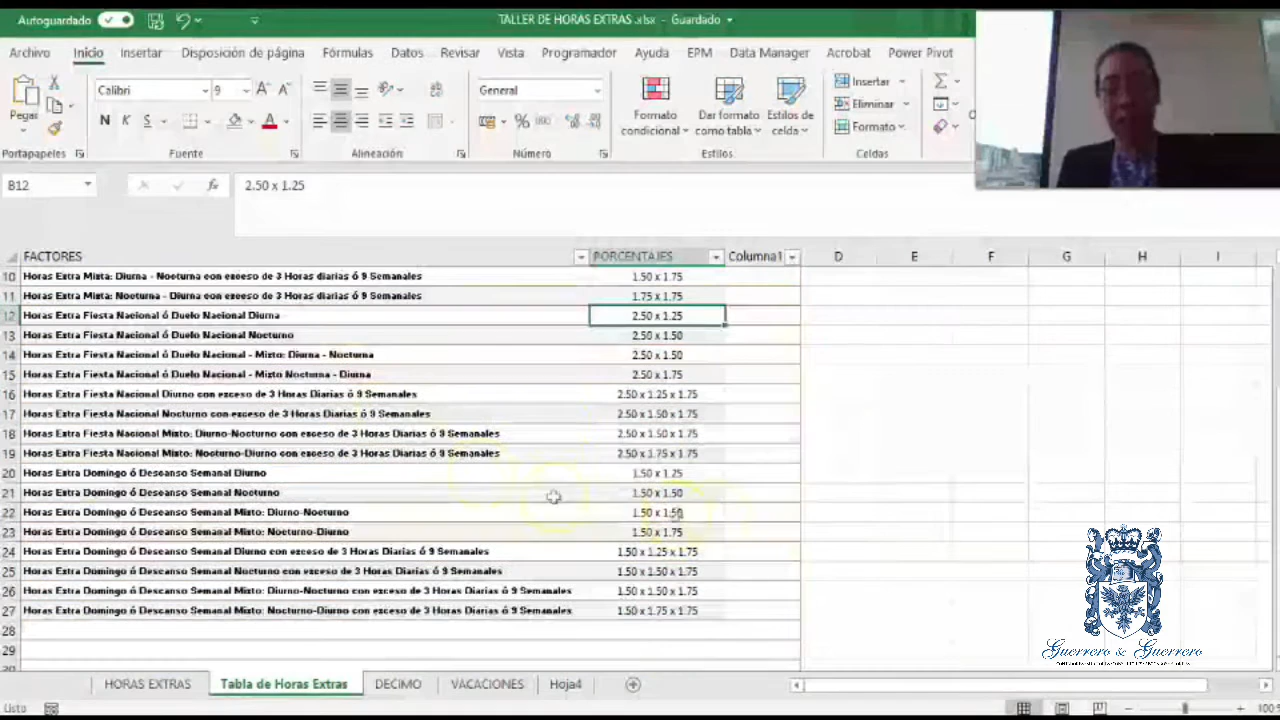 Autoguardado
TALLER DE HORAS EXTRAS .xlsx - Guardado
Archivo Inicio Insertar Disposición de página Fórmulas Datos Revisar Vista Programador Ayuda EPM Data Manager Acrobat Power Pivot
Pegar
Calibri 9
N K S
General
% 000
Formato condicional
Dar formato como tabla
Estilos de celda
Insertar
Eliminar
Formato
Portapapeles Fuente Alineación Número Estilos Celdas
B12 fx 2.50 x 1.25
FACTORES PORCENTAJES Columna1 D E F G H I
10 Horas Extra Mixta: Diurna - Nocturna con exceso de 3 Horas diarias ó 9 Semanales 1.50 x 1.75
11 Horas Extra Mixta: Nocturna - Diurna con exceso de 3 Horas diarias ó 9 Semanales 1.75 x 1.75
12 Horas Extra Fiesta Nacional ó Duelo Nacional Diurna 2.50 x 1.25
13 Horas Extra Fiesta Nacional ó Duelo Nacional Nocturno 2.50 x 1.50
14 Horas Extra Fiesta Nacional ó Duelo Nacional - Mixto: Diurna - Nocturna 2.50 x 1.50
15 Horas Extra Fiesta Nacional ó Duelo Nacional - Mixto Nocturna - Diurna 2.50 x 1.75
16 Horas Extra Fiesta Nacional Diurno con exceso de 3 Horas Diarias ó 9 Semanales 2.50 x 1.25 x 1.75
17 Horas Extra Fiesta Nacional Nocturno con exceso de 3 Horas Diarias ó 9 Semanales 2.50 x 1.50 x 1.75
18 Horas Extra Fiesta Nacional Mixto: Diurno-Nocturno con exceso de 3 Horas Diarias ó 9 Semanales 2.50 x 1.50 x 1.75
19 Horas Extra Fiesta Nacional Mixto: Nocturno-Diurno con exceso de 3 Horas Diarias ó 9 Semanales 2.50 x 1.75 x 1.75
20 Horas Extra Domingo ó Descanso Semanal Diurno 1.50 x 1.25
21 Horas Extra Domingo ó Descanso Semanal Nocturno 1.50 x 1.50
22 Horas Extra Domingo ó Descanso Semanal Mixto: Diurno-Nocturno 1.50 x 1.50
23 Horas Extra Domingo ó Descanso Semanal Mixto: Nocturno-Diurno 1.50 x 1.75
24 Horas Extra Domingo ó Descanso Semanal Diurno con exceso de 3 Horas Diarias ó 9 Semanales 1.50 x 1.25 x 1.75
25 Horas Extra Domingo ó Descanso Semanal Nocturno con exceso de 3 Horas Diarias ó 9 Semanales 1.50 x 1.50 x 1.75
26 Horas Extra Domingo ó Descanso Semanal Mixto: Diurno-Nocturno con exceso de 3 Horas Diarias ó 9 Semanales 1.50 x 1.50 x 1.75
27 Horas Extra Domingo ó Descanso Semanal Mixto: Nocturno-Diurno con exceso de 3 Horas Diarias ó 9 Semanales 1.50 x 1.75 x 1.75
28
29
Guerrero & Guerrero
HORAS EXTRAS Tabla de Horas Extras DECIMO VACACIONES Hoja4
Listo